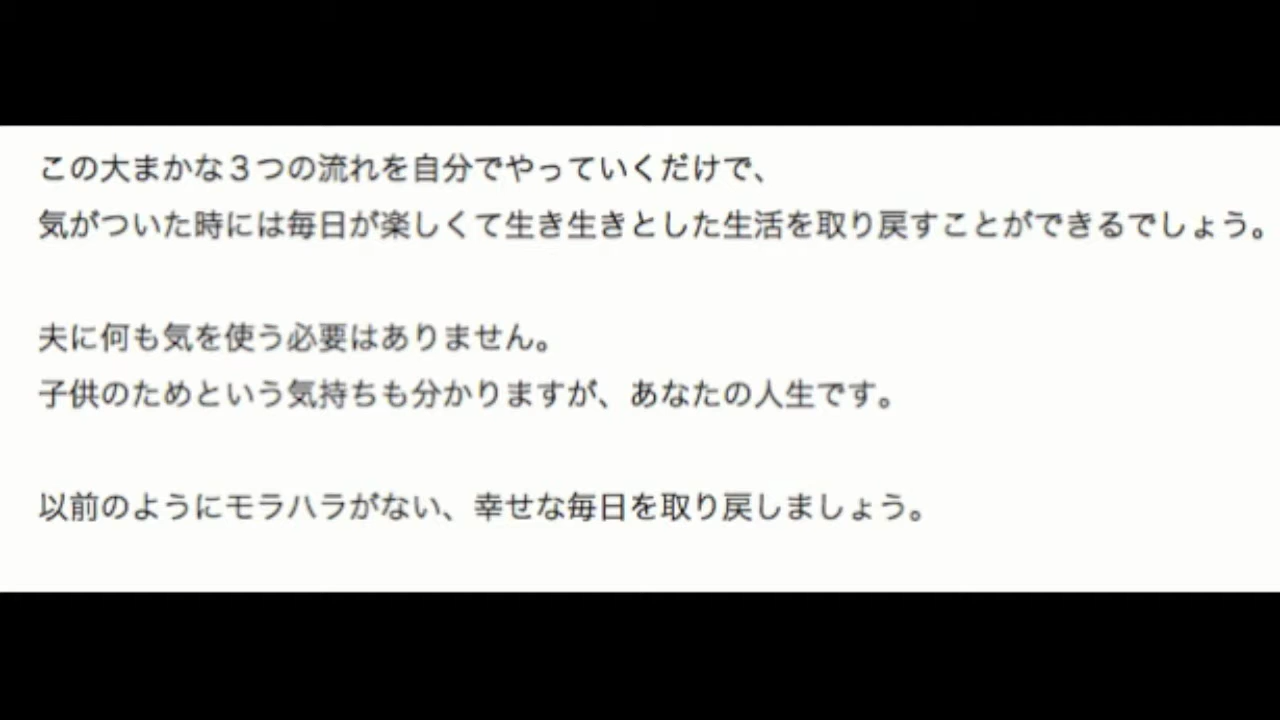 この大まかな３つの流れを自分でやっていくだけで、
気がついた時には毎日が楽しくて生き生きとした生活を取り戻すことができるでしょう。
夫に何も気を使う必要はありません。
子供のためという気持ちも分かりますが、あなたの人生です。
以前のようにモラハラがない、幸せな毎日を取り戻しましょう。